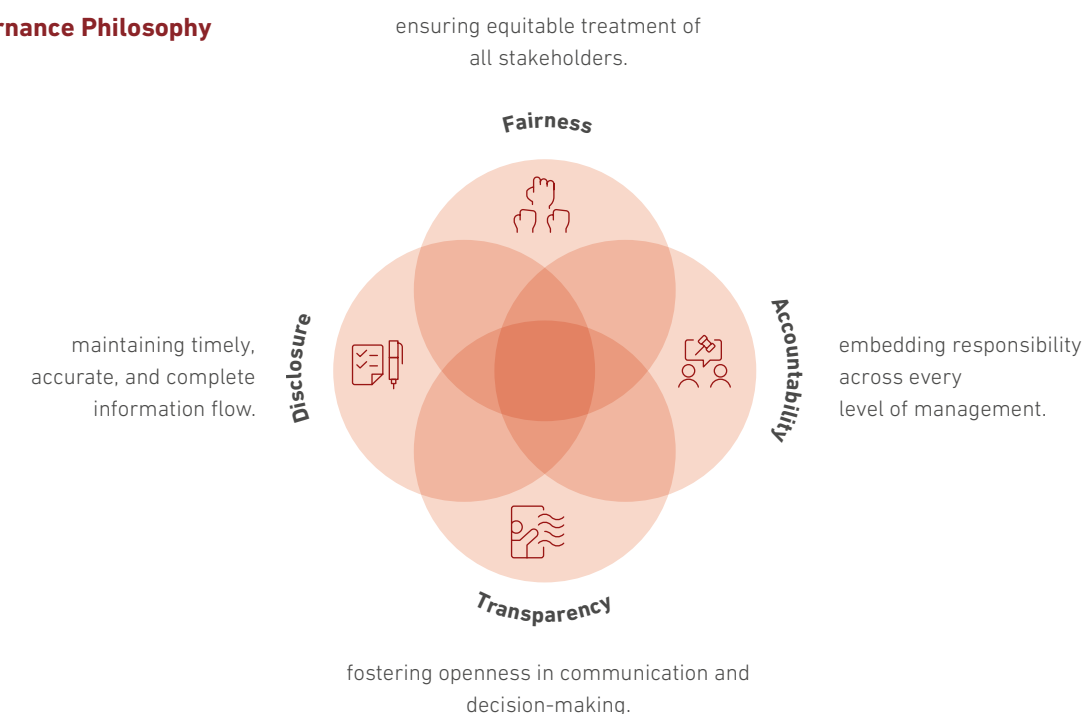 rnance Philosophy
ensuring equitable treatment of
all stakeholders.
Fairness
Disclosure
maintaining timely,
accurate, and complete
information flow.
Accountability
embedding responsibility
across every
level of management.
Transparency
fostering openness in communication and
decision-making.